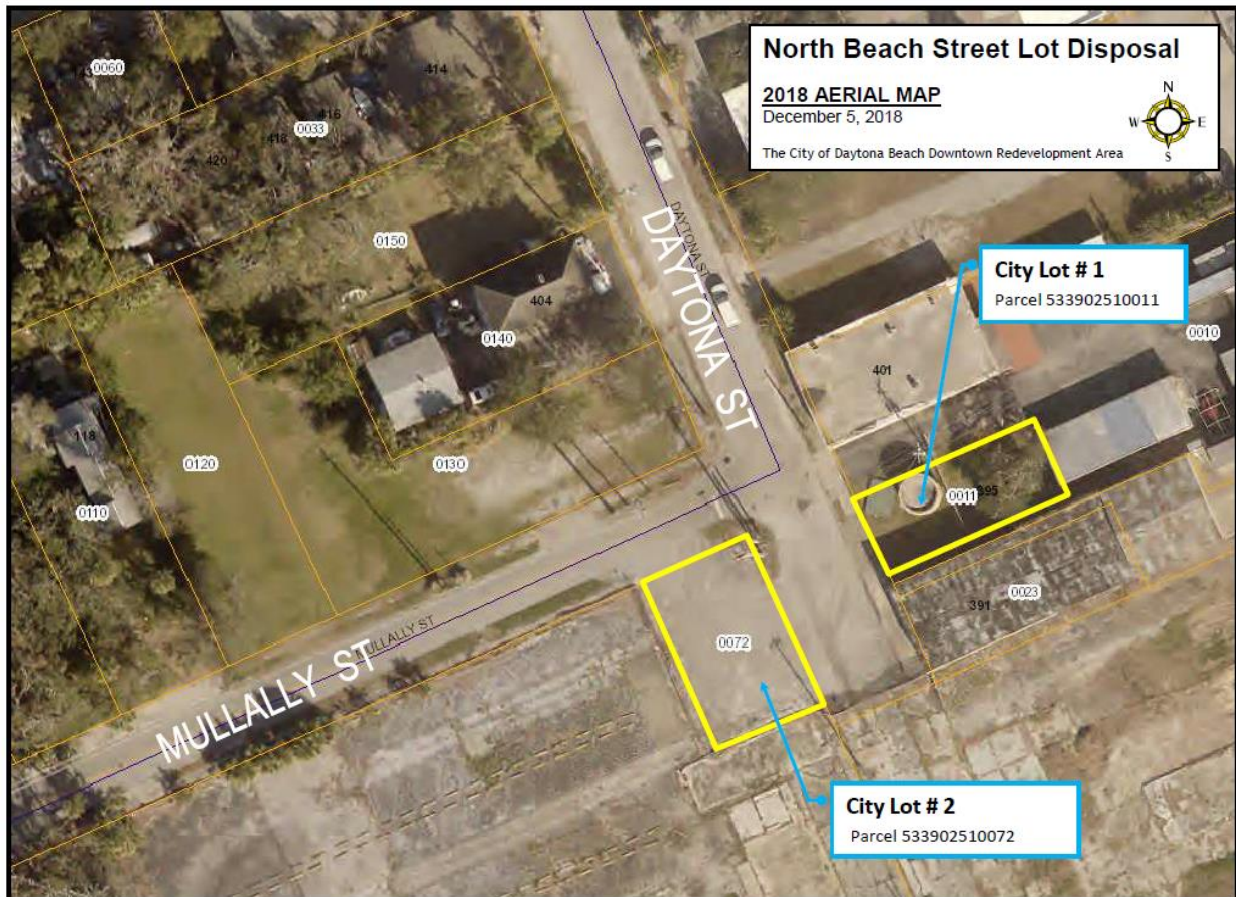 North Beach Street Lot Disposal
2018 AERIAL MAP
December 5, 2018
The City of Daytona Beach Downtown Redevelopment Area
N
W E
S
0060
414
416
418
0033
420
0150
DAYTONA ST
DAYTONA ST
City Lot # 1
Parcel 533902510011
404
0140
0010
401
118
O120
013O
0110
0011
395
0023
391
0072
MULLALLY ST
MULLALLY ST
City Lot # 2
Parcel 533902510072